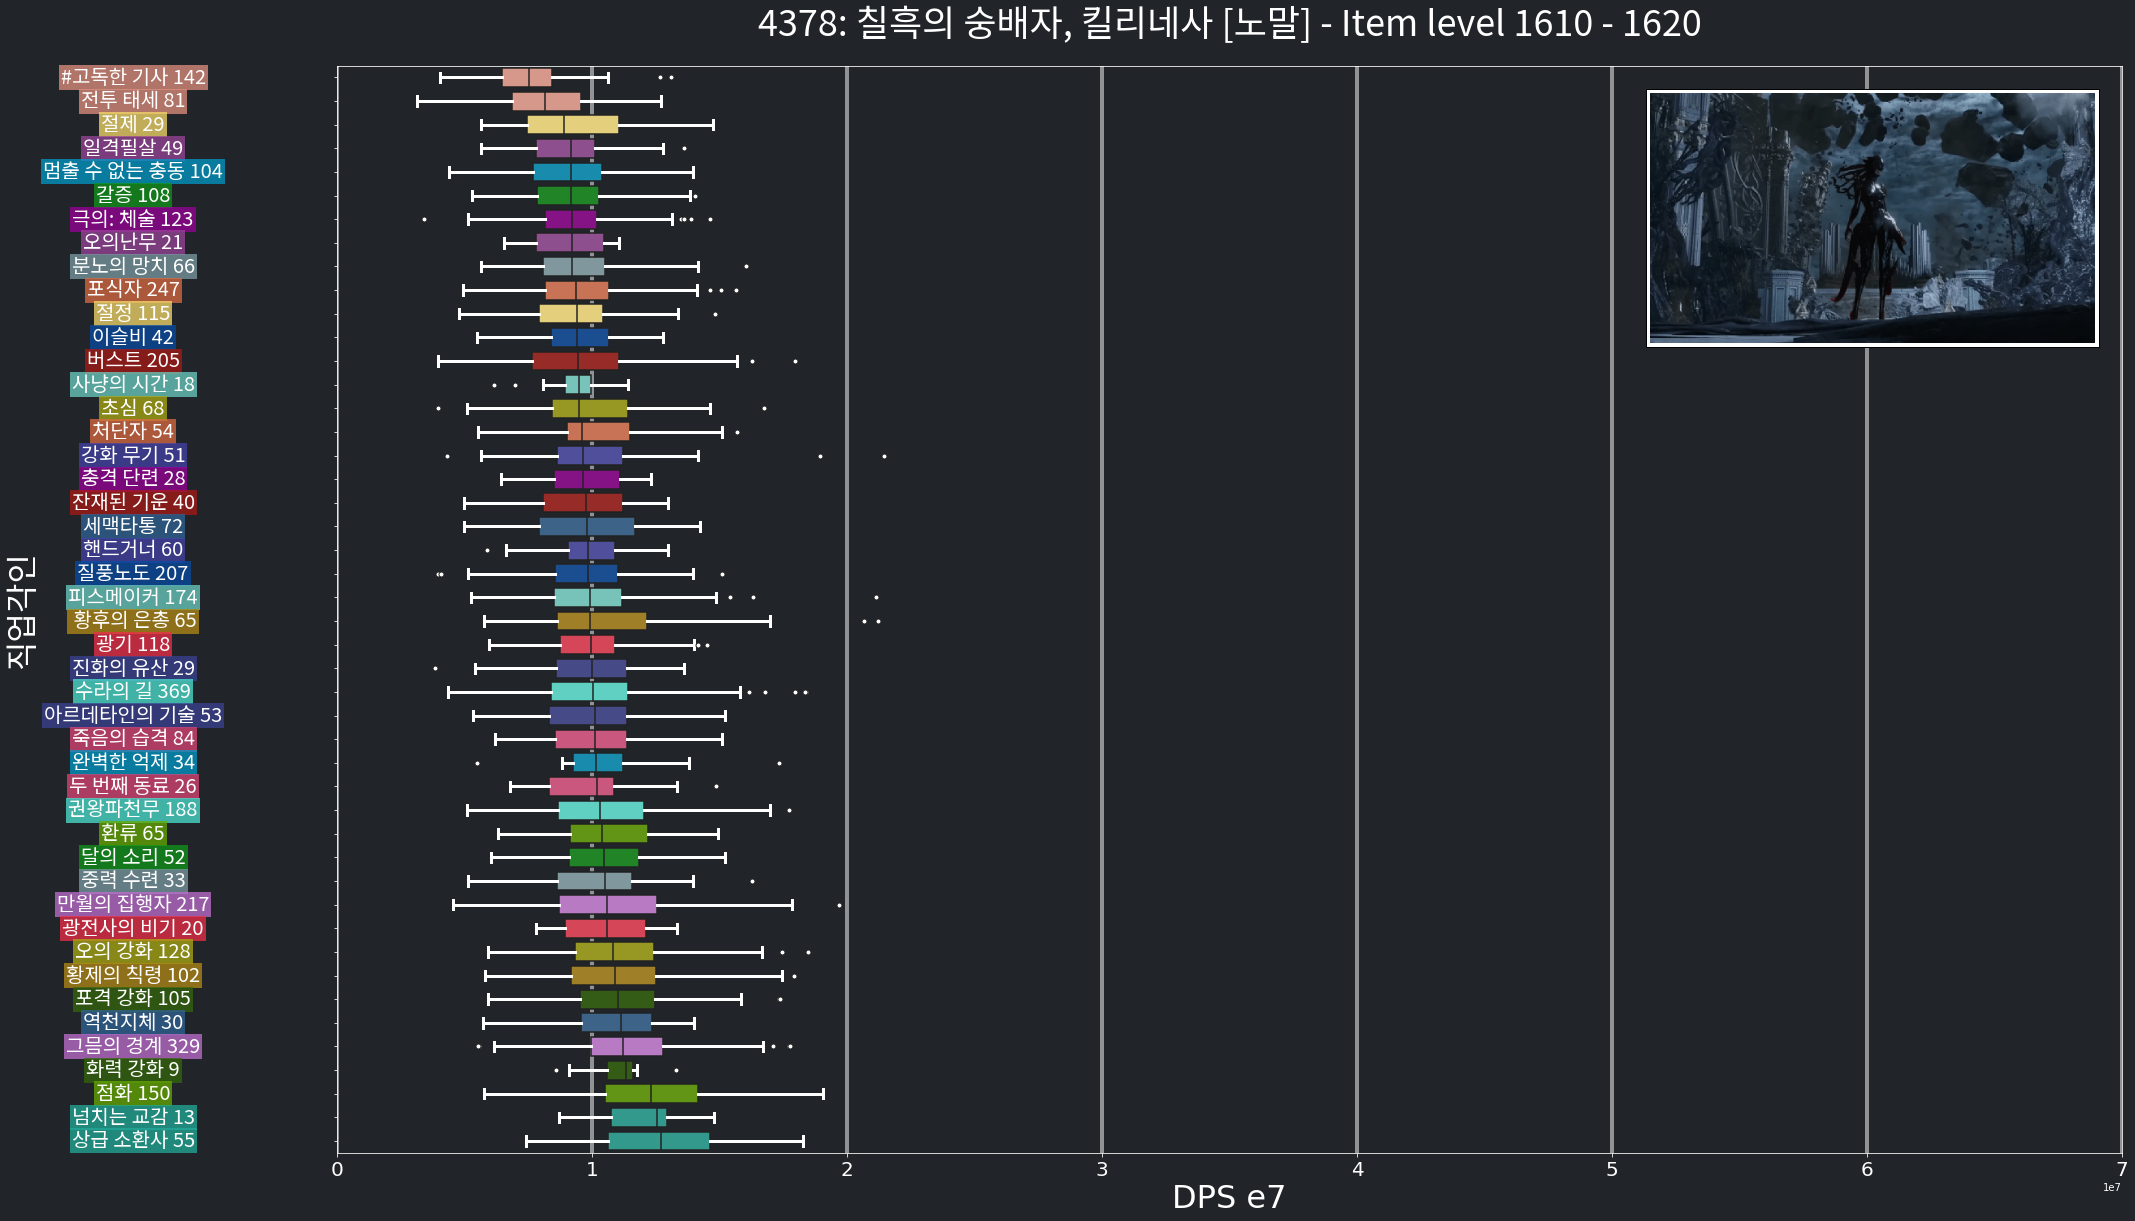 4378: 칠흑의 숭배자, 킬리네사 [노말] - Item level 1610 - 1620
#고독한 기사 142
전투 태세 81
절제 29
일격필살 49
멈출 수 없는 충동 104
갈증 108
극의: 체술 123
오의난무 21
분노의 망치 66
포식자 247
절정 115
이슬비 42
버스트 205
사냥의 시간 18
초심 68
처단자 54
강화 무기 51
충격 단련 28
잔재된 기운 40
세맥타통 72
핸드거너 60
질풍노도 207
피스메이커 174
황후의 은총 65
광기 118
진화의 유산 29
수라의 길 369
아르데타인의 기술 53
죽음의 습격 84
완벽한 억제 34
두 번째 동료 26
권왕파천무 188
환류 65
달의 소리 52
중력 수련 33
만월의 집행자 217
광전사의 비기 20
오의 강화 128
황제의 칙령 102
포격 강화 105
역천지체 30
그믐의 경계 329
화력 강화 9
점화 150
넘치는 교감 13
상급 소환사 55
직업각인
0 1 2 3 4 5 6 7
1e7
DPS e7